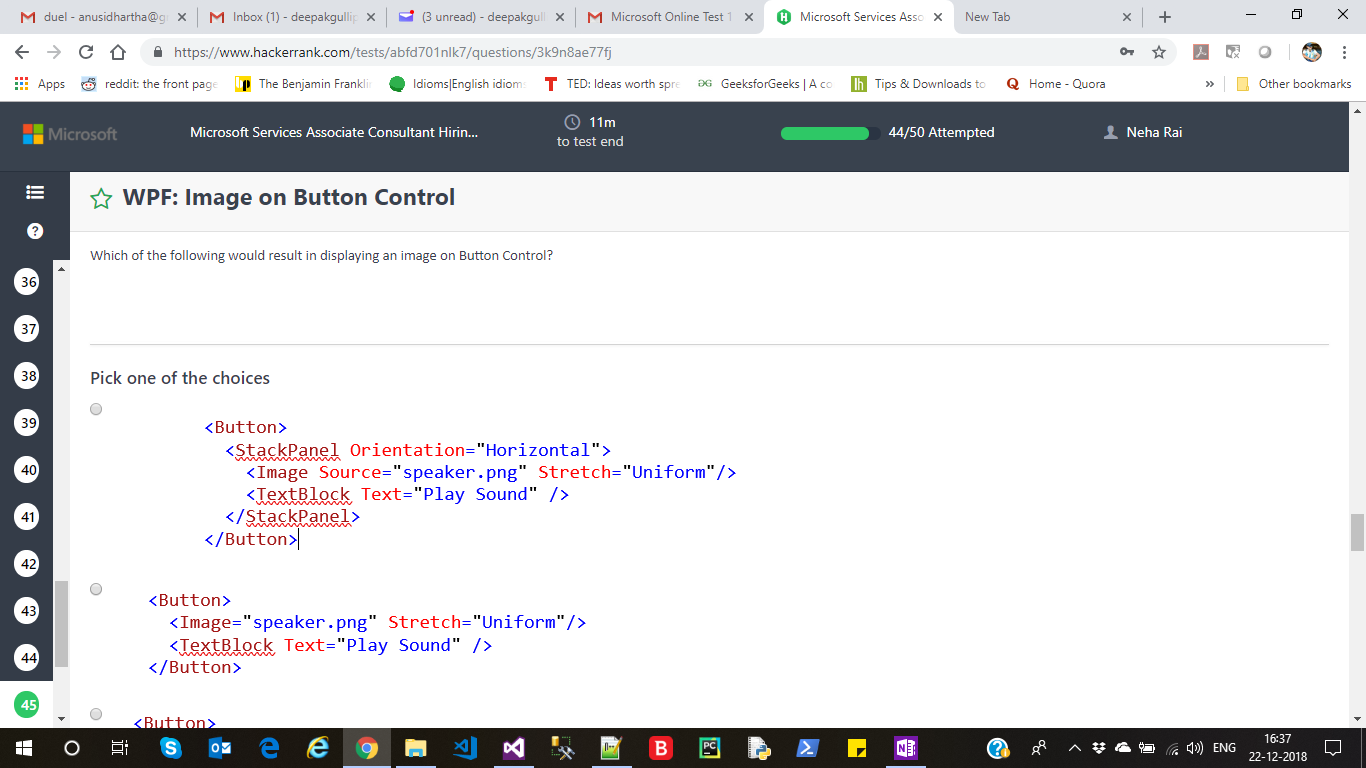 duel - anusidhartha@g
Inbox (1) - deepakgullip
(3 unread) - deepakgull
Microsoft Online Test 1
Microsoft Services Asso
New Tab
https://www.hackerrank.com/tests/abfd701nlk7/questions/3k9n8ae77fj
Apps
reddit: the front page
The Benjamin Franklin
Idioms|English idioms
TED: Ideas worth spre
GeeksforGeeks | A co
Tips & Downloads to
Home - Quora
»
Other bookmarks
Microsoft
Microsoft Services Associate Consultant Hirin...
11m
to test end
44/50 Attempted
Neha Rai
WPF: Image on Button Control
Which of the following would result in displaying an image on Button Control?
36
37
38
39
40
41
42
43
44
45
Pick one of the choices
<Button>
<StackPanel Orientation="Horizontal">
<Image Source="speaker.png" Stretch="Uniform"/>
<TextBlock Text="Play Sound" />
</StackPanel>
</Button>
<Button>
<Image="speaker.png" Stretch="Uniform"/>
<TextBlock Text="Play Sound" />
</Button>
<Button>
ENG
16:37
22-12-2018